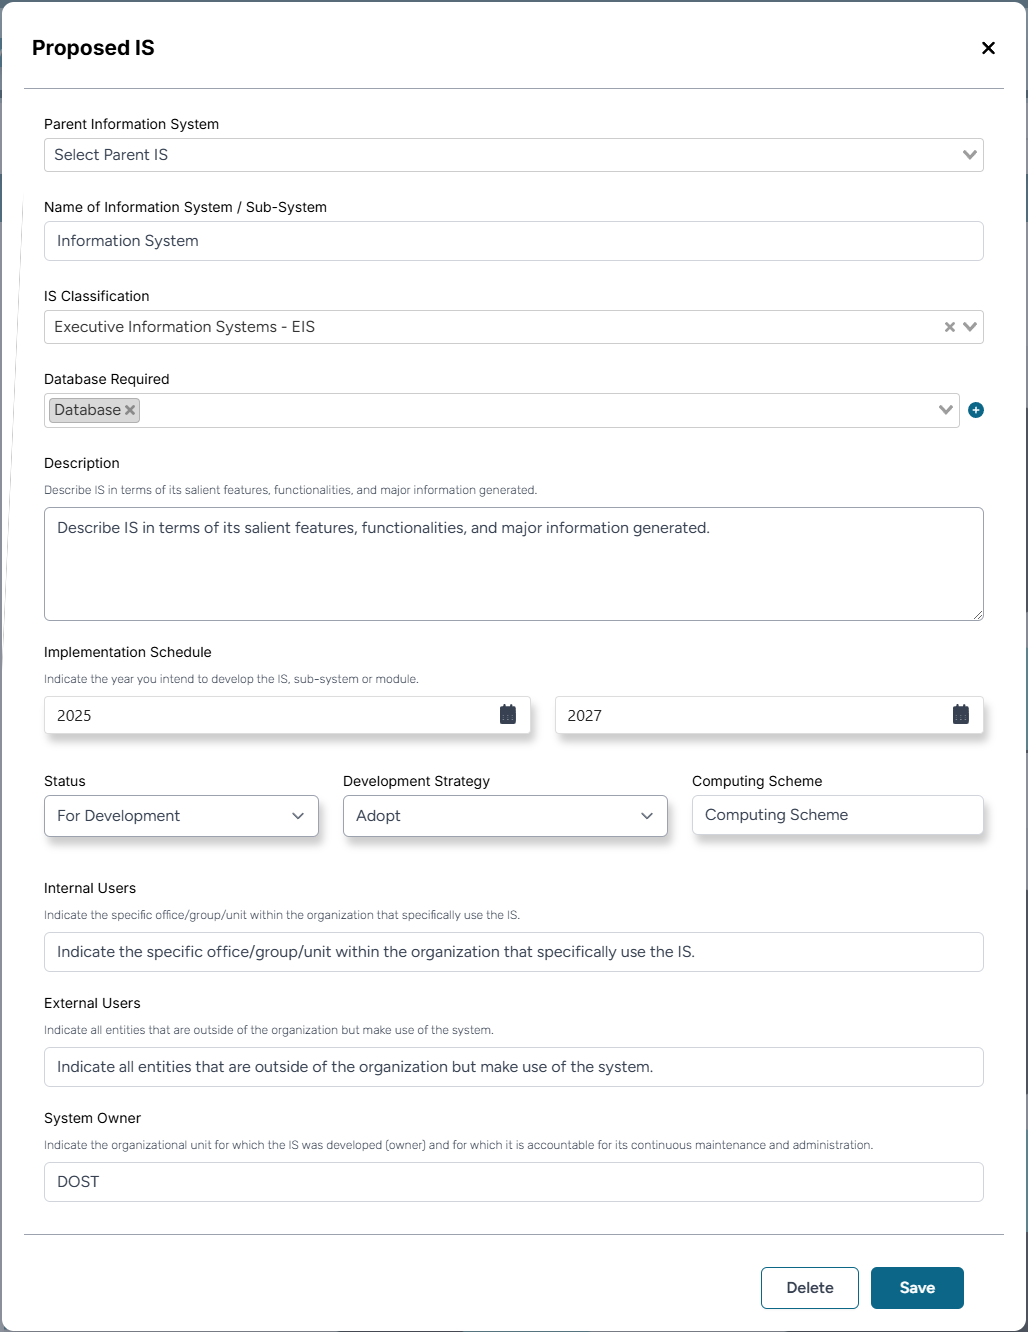 Proposed IS
Parent Information System
Select Parent IS
Name of Information System / Sub-System
Information System
IS Classification
Executive Information Systems - EIS
Database Required
Database
Description
Describe IS in terms of its salient features, functionalities, and major information generated.
Describe IS in terms of its salient features, functionalities, and major information generated.
Implementation Schedule
Indicate the year you intend to develop the IS, sub-system or module.
2025 2027
Status Development Strategy Computing Scheme
For Development Adopt Computing Scheme
Internal Users
Indicate the specific office/group/unit within the organization that specifically use the IS.
Indicate the specific office/group/unit within the organization that specifically use the IS.
External Users
Indicate all entities that are outside of the organization but make use of the system.
Indicate all entities that are outside of the organization but make use of the system.
System Owner
Indicate the organizational unit for which the IS was developed (owner) and for which it is accountable for its continuous maintenance and administration.
DOST
Delete Save